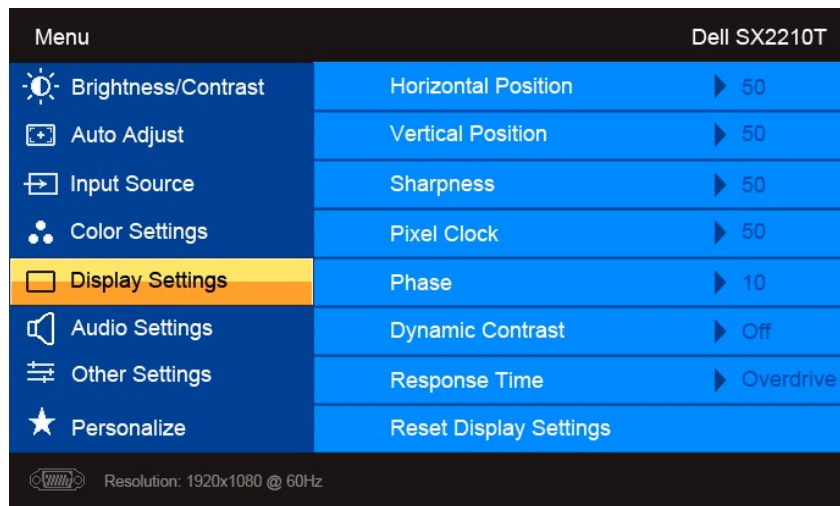 Menu Dell SX2210T
Brightness/Contrast Horizontal Position 50
Auto Adjust Vertical Position 50
Input Source Sharpness 50
Color Settings Pixel Clock 50
Display Settings Phase 10
Audio Settings Dynamic Contrast Off
Other Settings Response Time Overdrive
Personalize Reset Display Settings
Resolution: 1920x1080 @ 60Hz